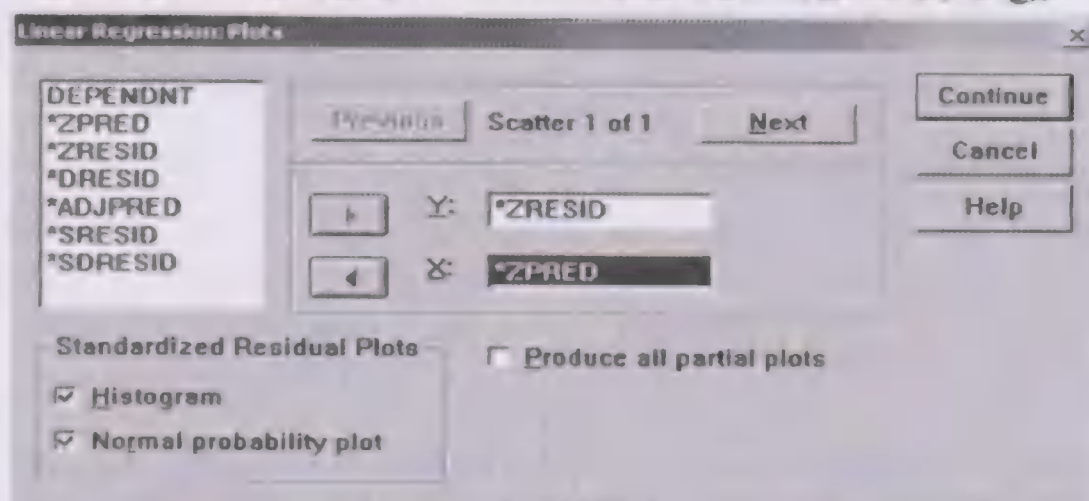 Linear Regression: Plots
DEPENDNT
*ZPRED
*ZRESID
*DRESID
*ADJPRED
*SRESID
*SDRESID
Previous
Scatter 1 of 1
Next
Y:
*ZRESID
X:
*ZPRED
Continue
Cancel
Help
Standardized Residual Plots
Histogram
Normal probability plot
Produce all partial plots